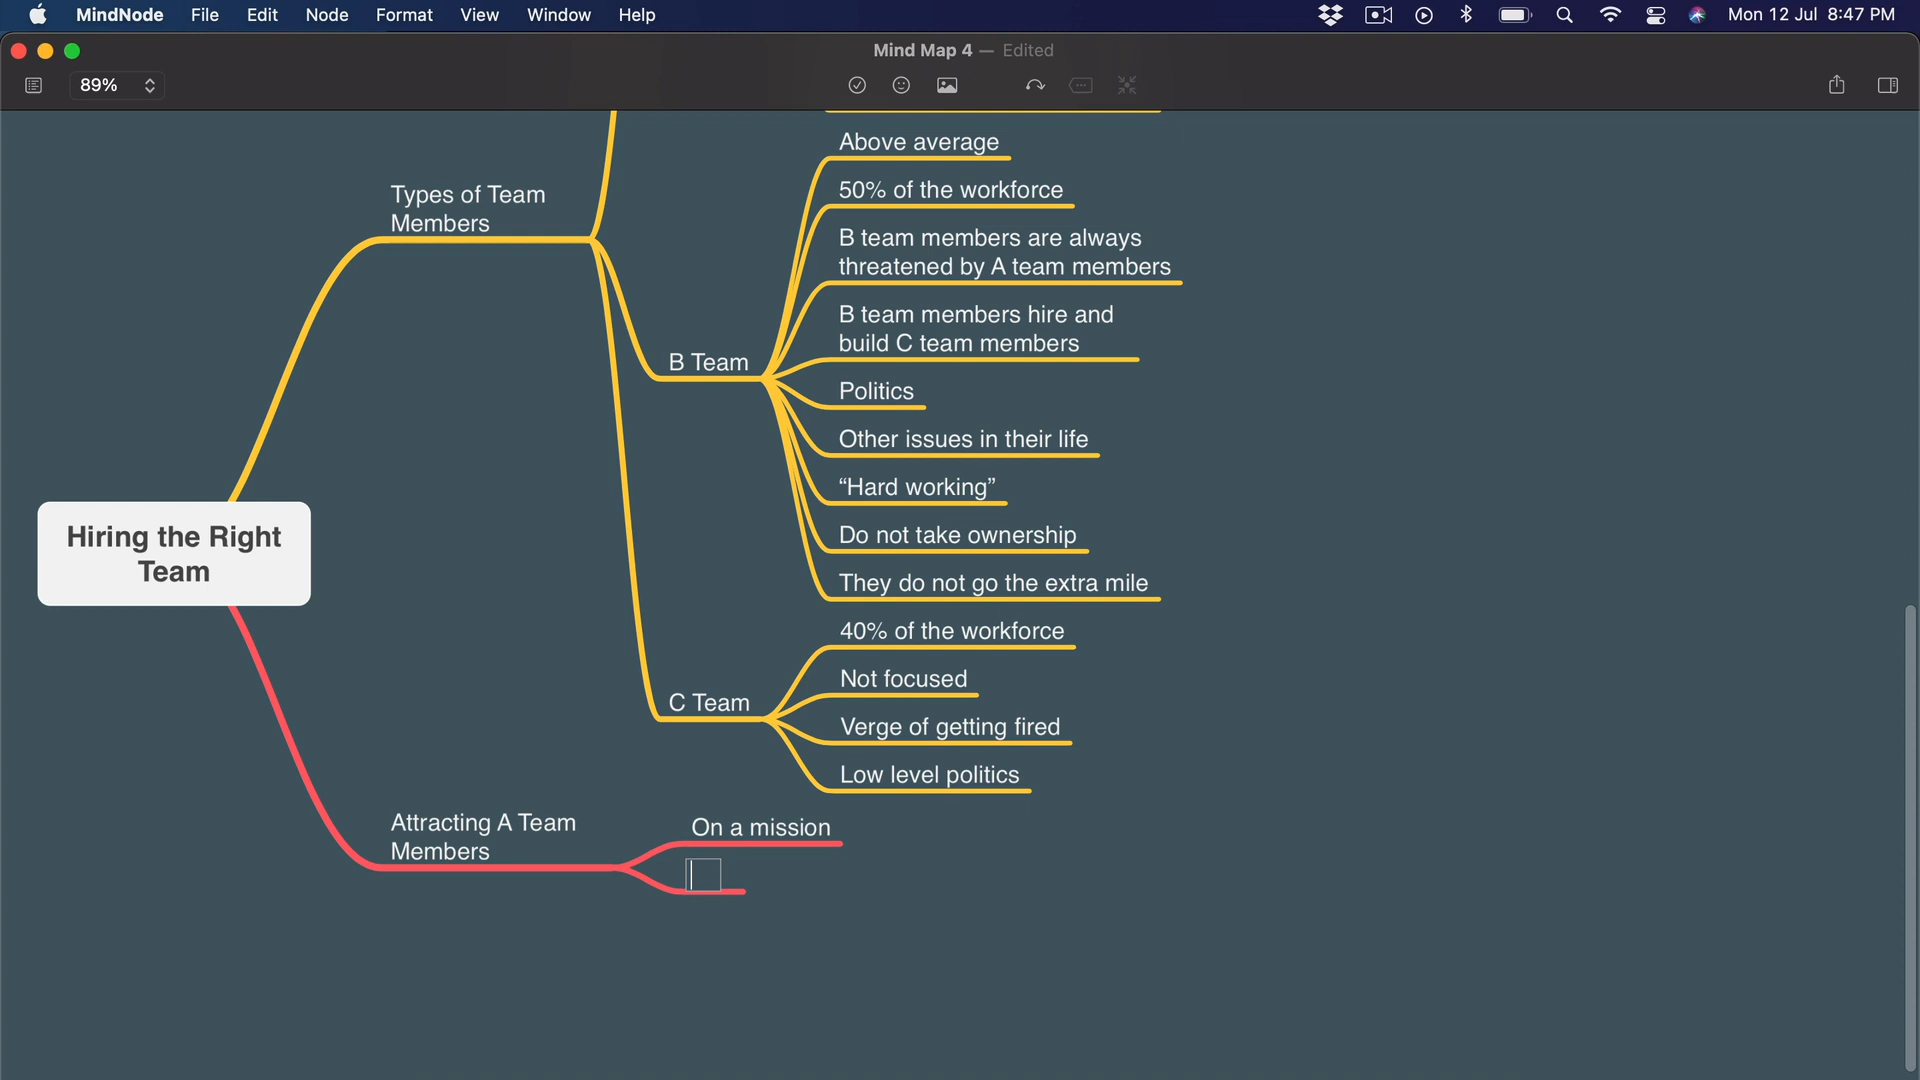 MindNode File Edit Node Format View Window Help Mon 12 Jul 8:47 PM
Mind Map 4 — Edited
89%
Above average
50% of the workforce
Types of Team
Members
B team members are always
threatened by A team members
B team members hire and
build C team members
B Team
Politics
Other issues in their life
“Hard working”
Hiring the Right
Team
Do not take ownership
They do not go the extra mile
40% of the workforce
Not focused
C Team
Verge of getting fired
Low level politics
Attracting A Team
Members
On a mission